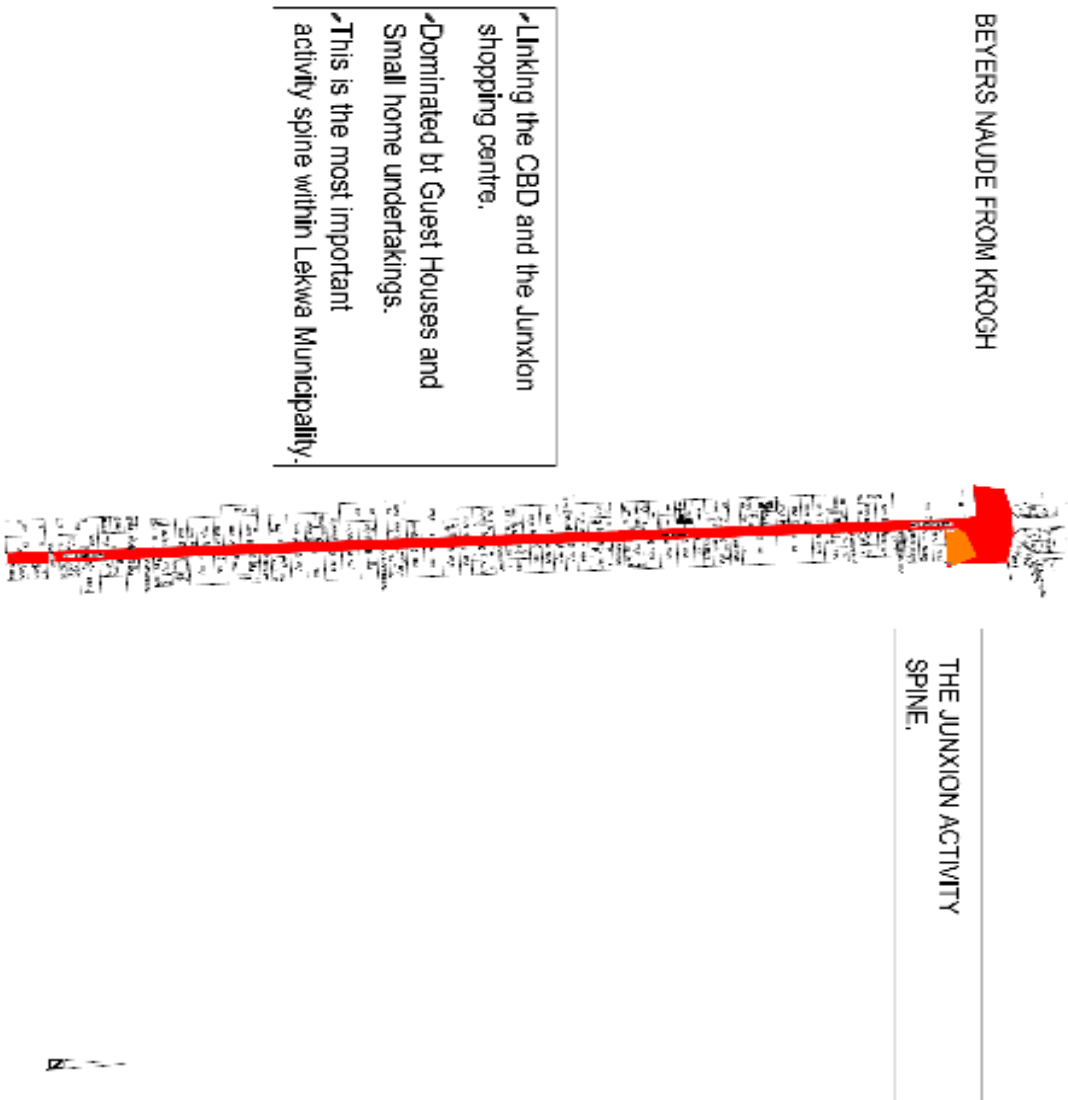 BEYERS NAUDE FROM KROGH
THE JUNXION ACTIVITY
SPINE.
Linking the CBD and the Junxion
shopping centre.
Dominated bt Guest Houses and
Small home undertakings.
This is the most important
activity spine within Lekwa Municipality.
N